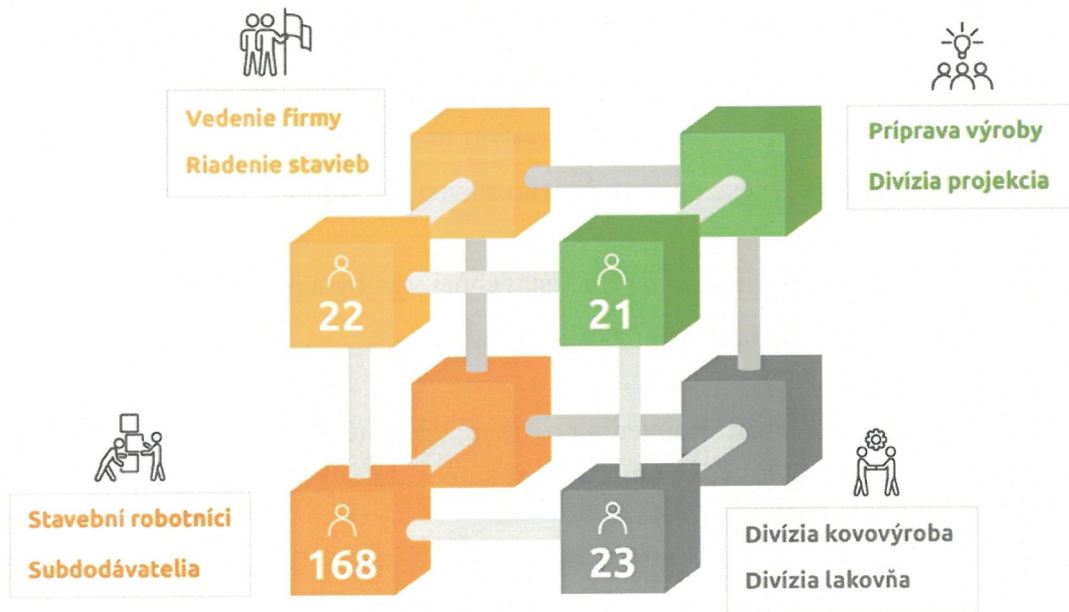 Vedenie firmy
Riadenie stavieb
Príprava výroby
Divízia projekcia
22
21
Stavební robotníci
Subdodávatelia
168
23
Divízia kovovýroba
Divízia lakovňa